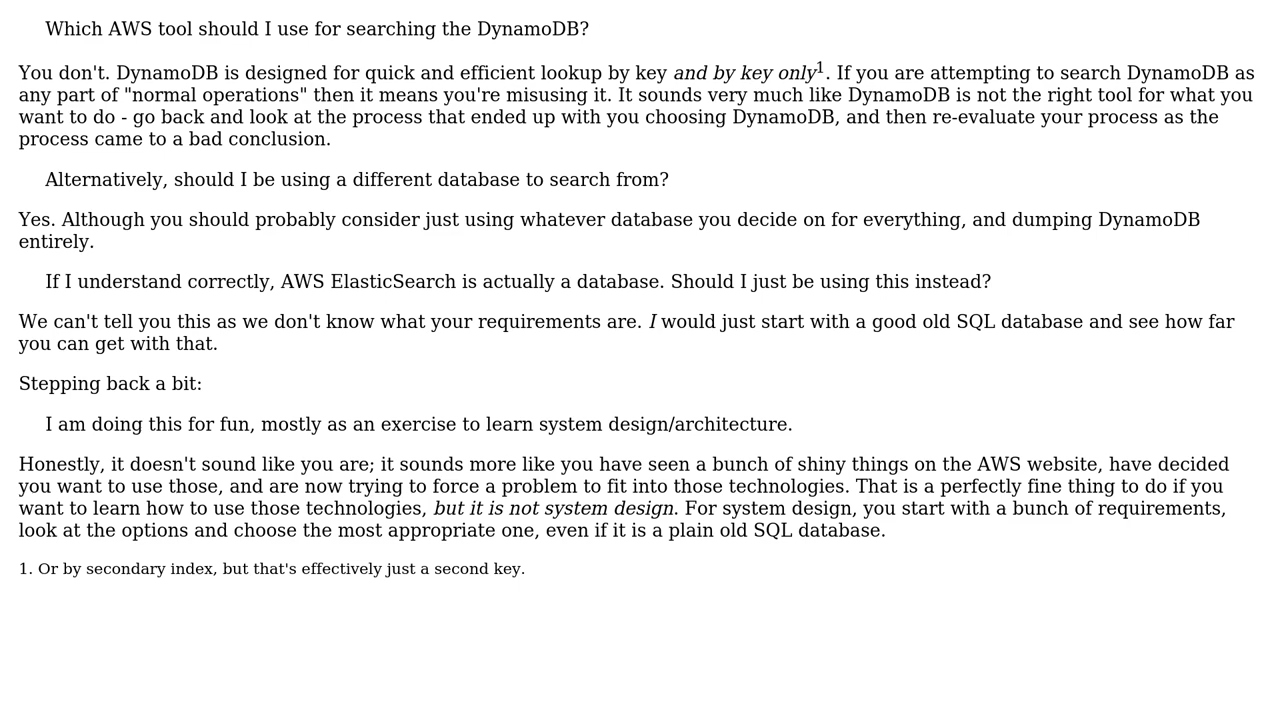 Which AWS tool should I use for searching the DynamoDB?
You don't. DynamoDB is designed for quick and efficient lookup by key and by key only1. If you are attempting to search DynamoDB as
any part of "normal operations" then it means you're misusing it. It sounds very much like DynamoDB is not the right tool for what you
want to do - go back and look at the process that ended up with you choosing DynamoDB, and then re-evaluate your process as the
process came to a bad conclusion.
Alternatively, should I be using a different database to search from?
Yes. Although you should probably consider just using whatever database you decide on for everything, and dumping DynamoDB
entirely.
If I understand correctly, AWS ElasticSearch is actually a database. Should I just be using this instead?
We can't tell you this as we don't know what your requirements are. I would just start with a good old SQL database and see how far
you can get with that.
Stepping back a bit:
I am doing this for fun, mostly as an exercise to learn system design/architecture.
Honestly, it doesn't sound like you are; it sounds more like you have seen a bunch of shiny things on the AWS website, have decided
you want to use those, and are now trying to force a problem to fit into those technologies. That is a perfectly fine thing to do if you
want to learn how to use those technologies, but it is not system design. For system design, you start with a bunch of requirements,
look at the options and choose the most appropriate one, even if it is a plain old SQL database.
1. Or by secondary index, but that's effectively just a second key.